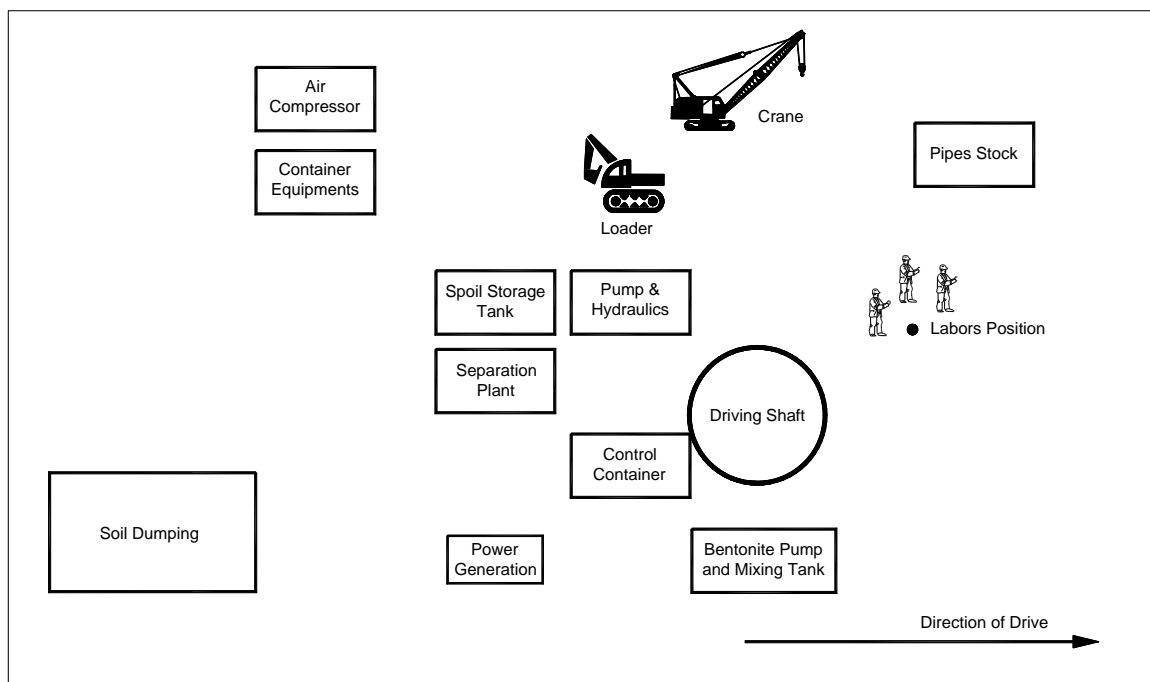 Air
Compressor
Crane
Pipes Stock
Container
Equipments
Loader
Spoil Storage
Tank
Pump &
Hydraulics
Labors Position
Separation
Plant
Driving Shaft
Control
Container
Soil Dumping
Power
Generation
Bentonite Pump
and Mixing Tank
Direction of Drive